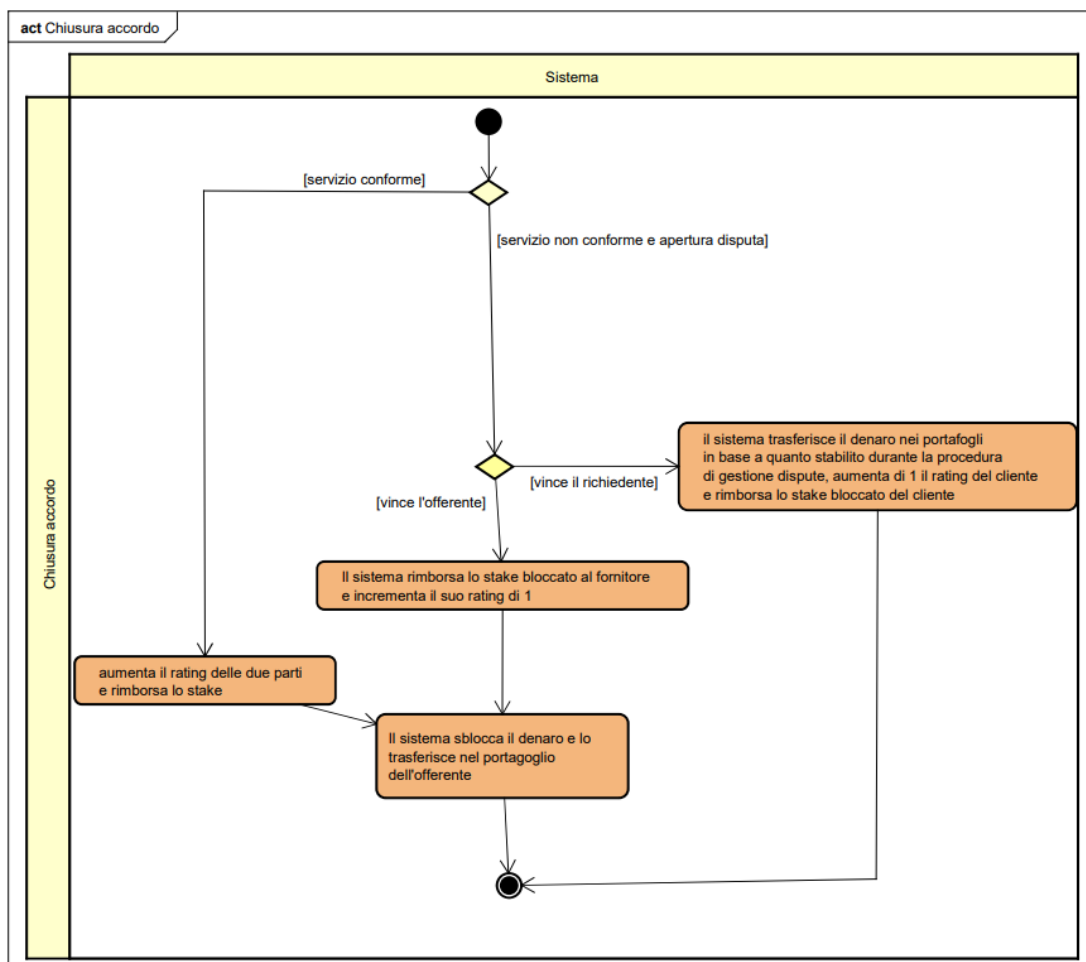 act Chiusura accordo
Sistema
Chiusura accordo
[servizio conforme]
[servizio non conforme e apertura disputa]
il sistema trasferisce il denaro nei portafogli
in base a quanto stabilito durante la procedura
di gestione dispute, aumenta di 1 il rating del cliente
e rimborsa lo stake bloccato del cliente
[vince il richiedente]
[vince l'offerente]
Il sistema rimborsa lo stake bloccato al fornitore
e incrementa il suo rating di 1
aumenta il rating delle due parti
e rimborsa lo stake
Il sistema sblocca il denaro e lo
trasferisce nel portagoglio
dell'offerente